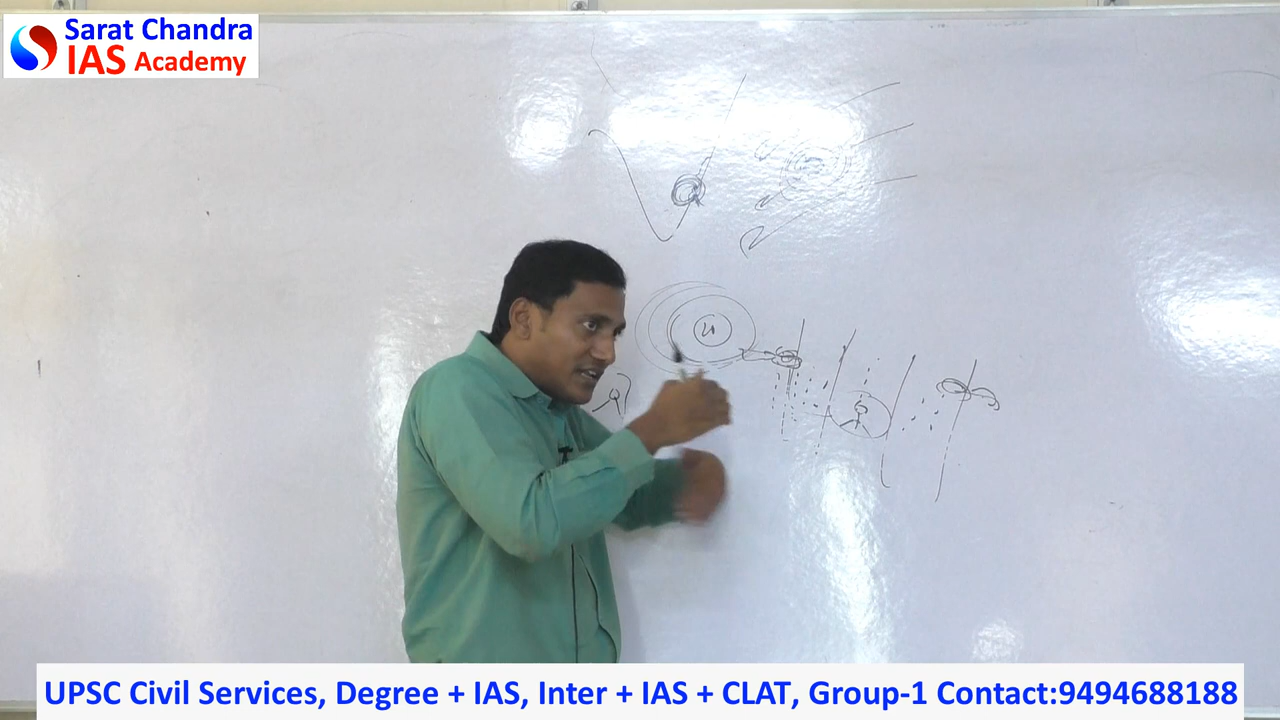 Sarat Chandra
IAS Academy
UPSC Civil Services, Degree + IAS, Inter + IAS + CLAT, Group-1 Contact:9494688188